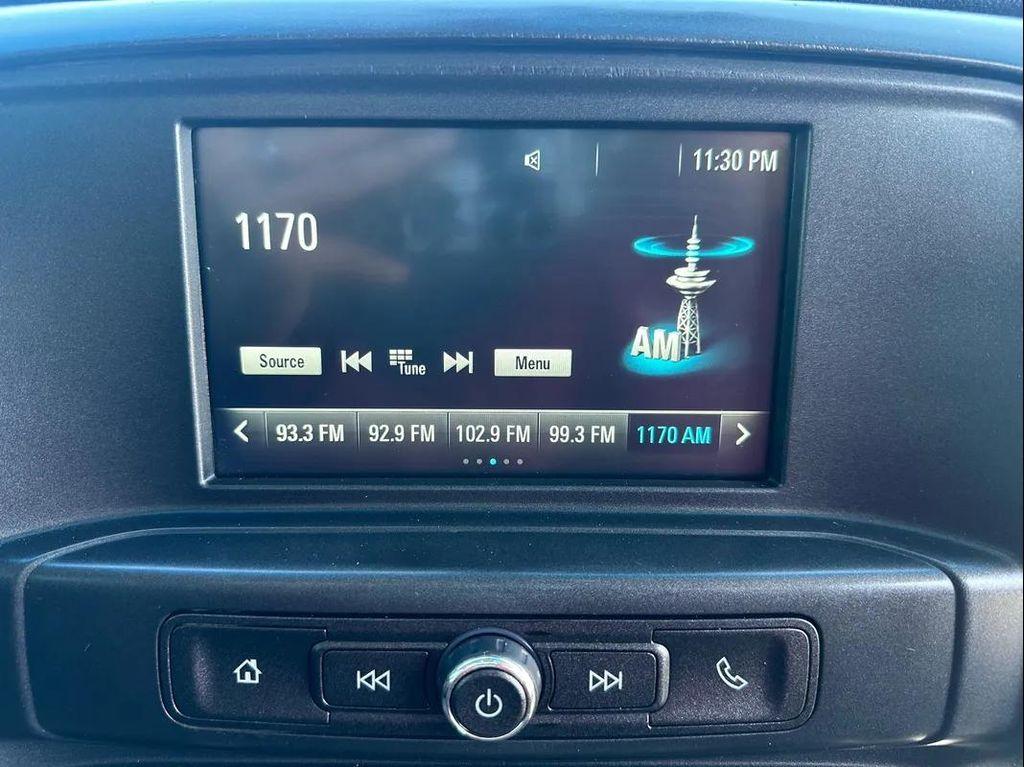 11:30 PM
1170
AM
Source Tune Menu
93.3 FM 92.9 FM 102.9 FM 99.3 FM 1170 AM